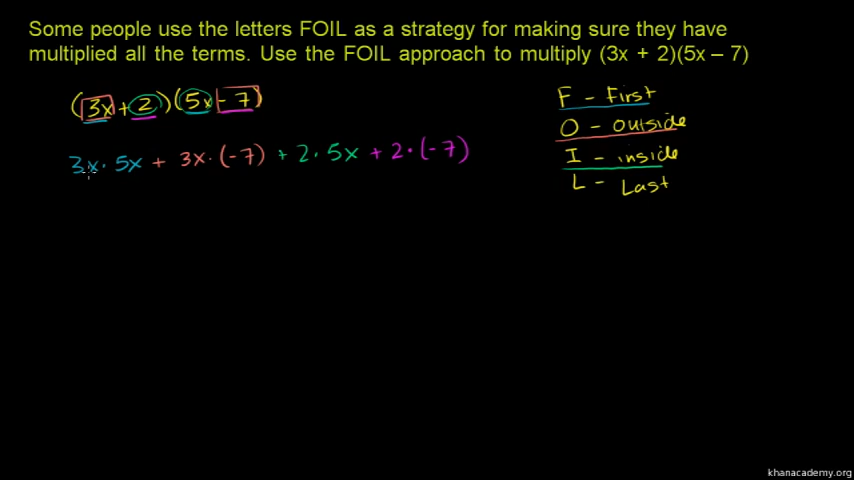 Some people use the letters FOIL as a strategy for making sure they have
multiplied all the terms. Use the FOIL approach to multiply (3x + 2)(5x – 7)
(3x+2)(5x-7)
F - First
O - outside
3x · 5x + 3x · (-7) + 2 · 5x + 2 · (-7)
I - inside
L - Last
khanacademy.org